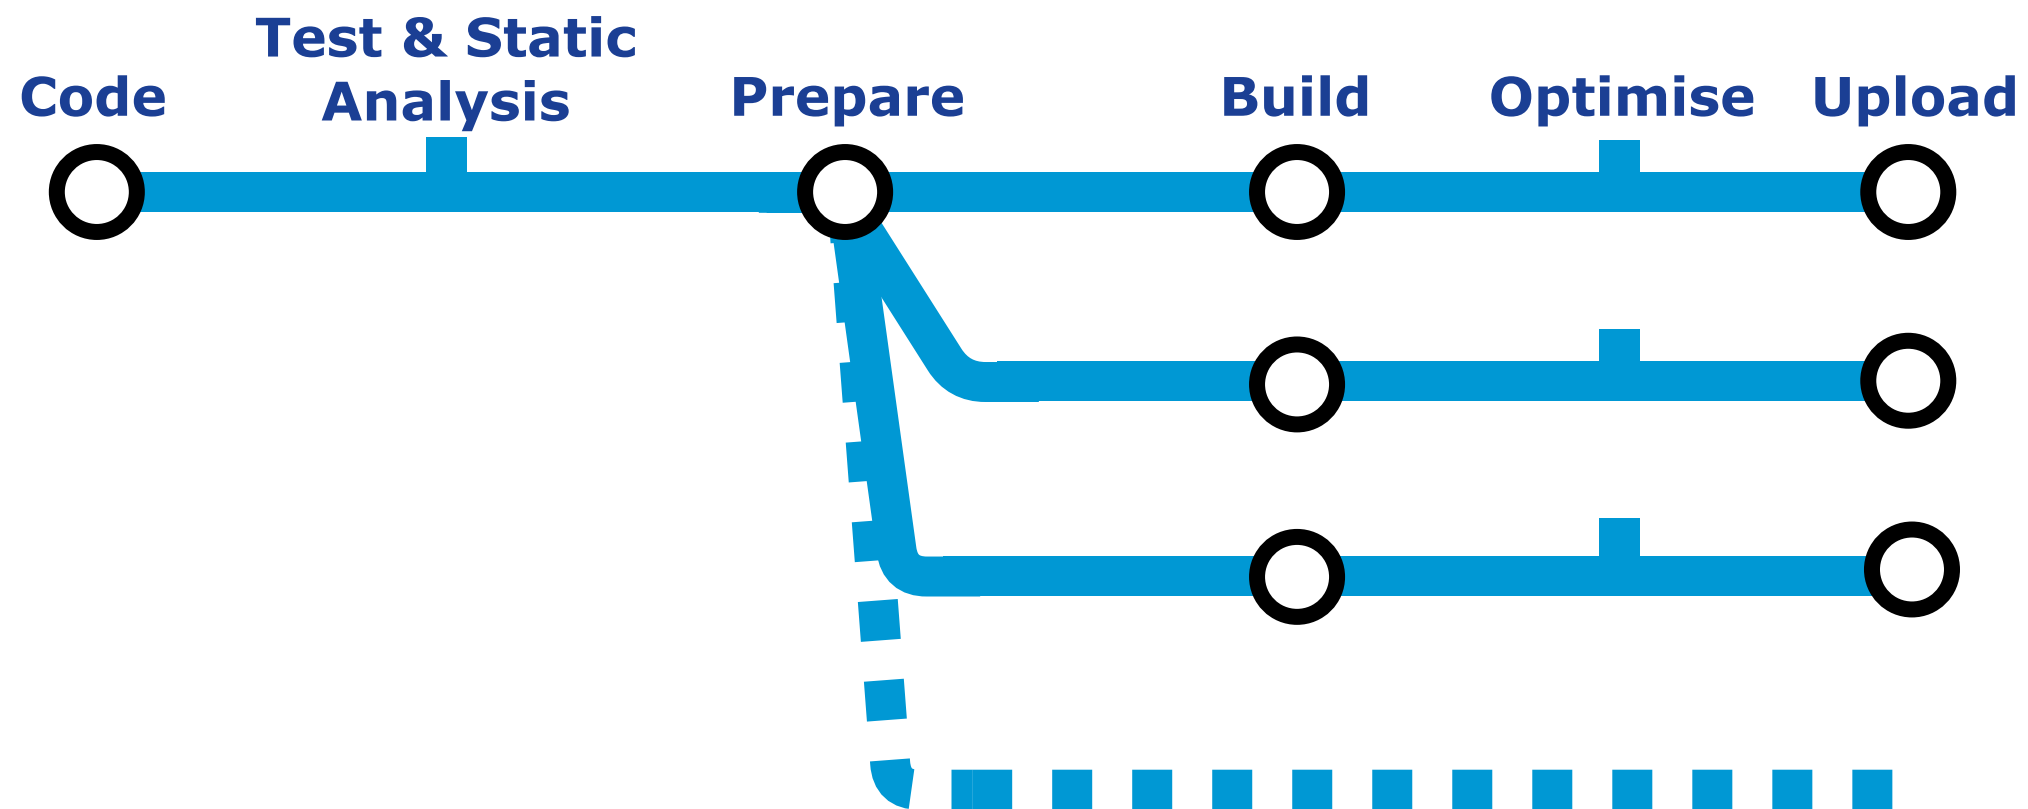 Code
Test & Static
Analysis
Prepare
Build
Optimise
Upload